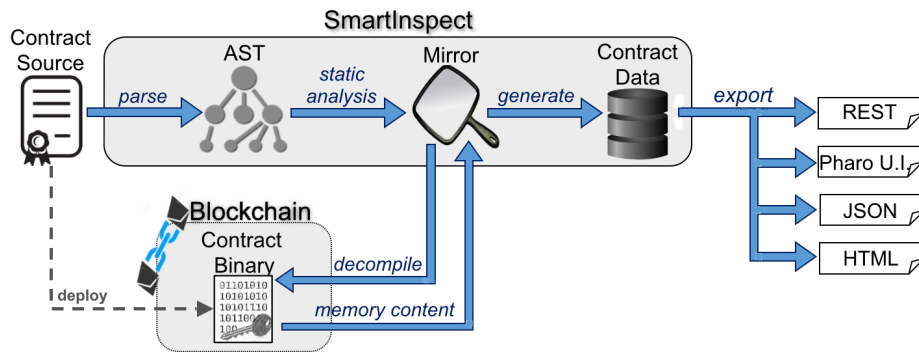 SmartInspect
Contract
Source
AST
Mirror
Contract
Data
parse
static
analysis
generate
export
REST
Pharo U.I.
JSON
HTML
Blockchain
Contract
Binary
decompile
memory content
deploy
01101010
10101010
10101110
101100
100